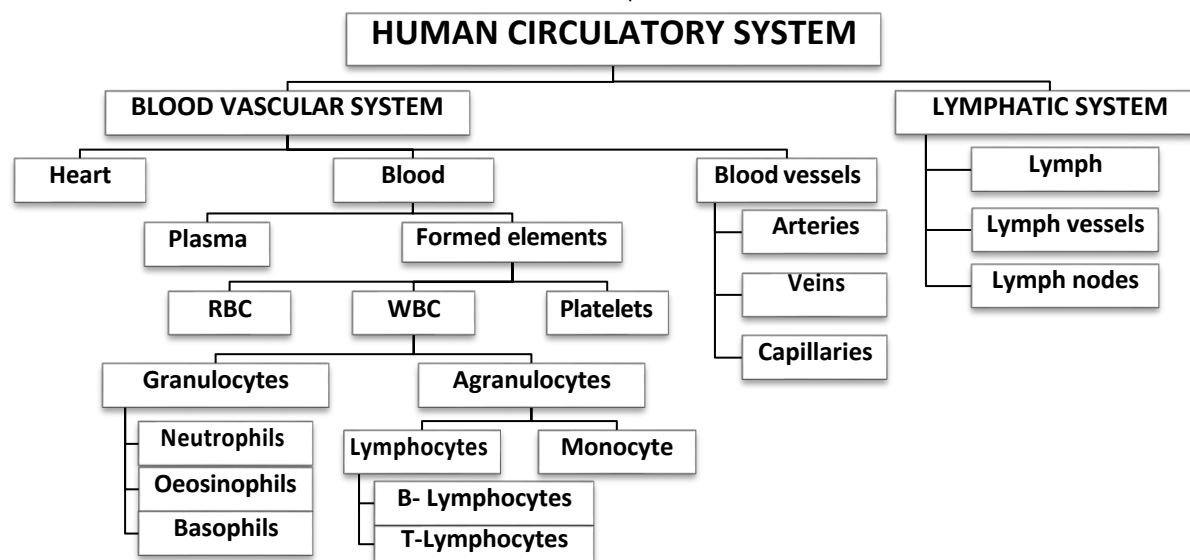 HUMAN CIRCULATORY SYSTEM
BLOOD VASCULAR SYSTEM
LYMPHATIC SYSTEM
Heart
Blood
Blood vessels
Lymph
Plasma
Formed elements
Arteries
Lymph vessels
Veins
Lymph nodes
RBC
WBC
Platelets
Capillaries
Granulocytes
Agranulocytes
Neutrophils
Lymphocytes
Monocyte
Oeosinophils
B- Lymphocytes
Basophils
T-Lymphocytes